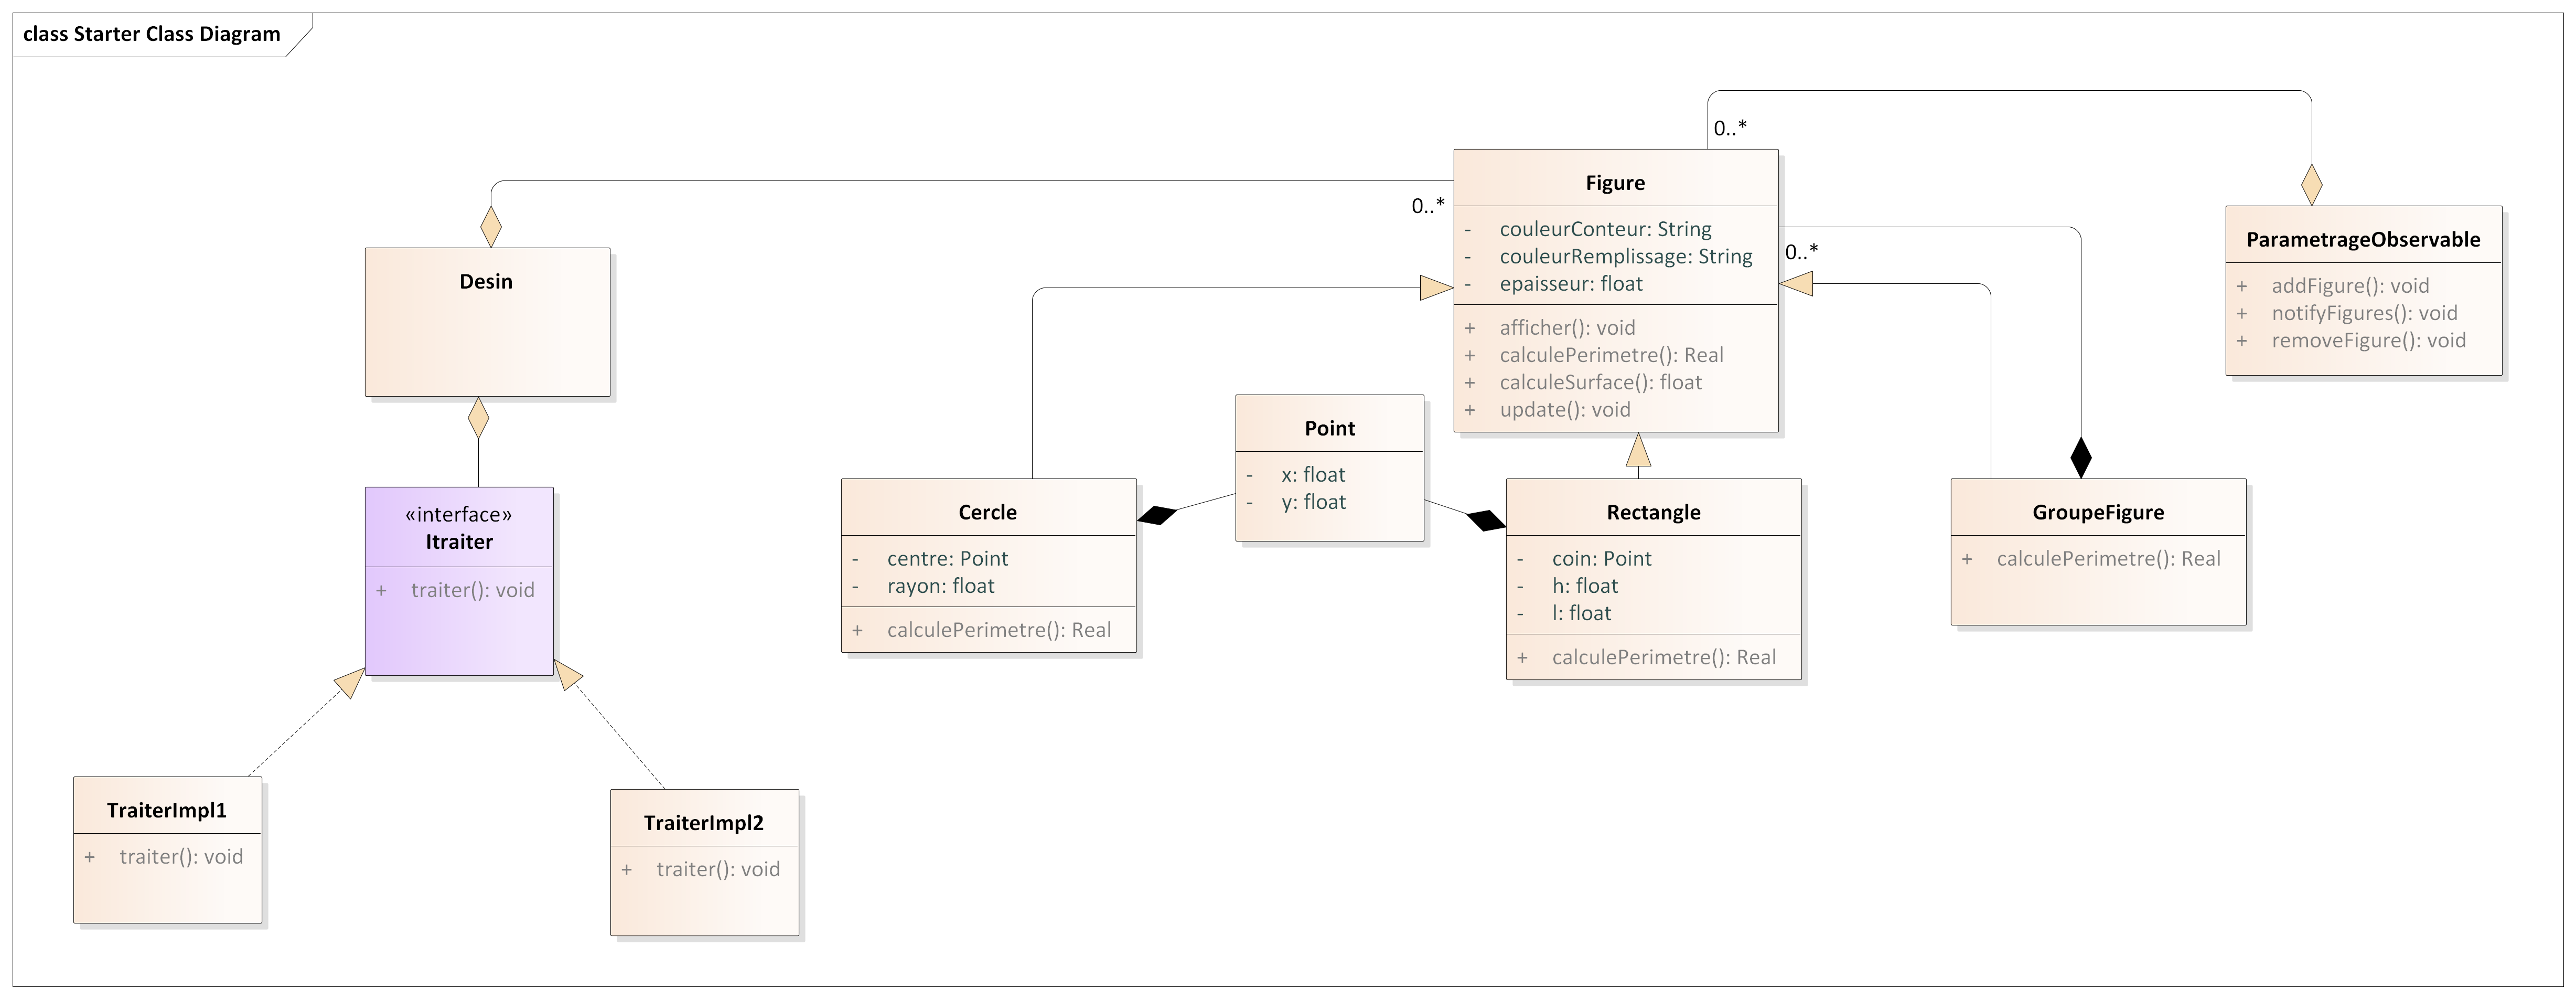 class Starter Class Diagram
0..*
Figure
0..*
- couleurConteur: String
- couleurRemplissage: String
- epaisseur: float
+ afficher(): void
+ calculePerimetre(): Real
+ calculeSurface(): float
+ update(): void
0..*
ParametrageObservable
+ addFigure(): void
+ notifyFigures(): void
+ removeFigure(): void
Desin
«interface»
Itraiter
+ traiter(): void
Point
- x: float
- y: float
Cercle
- centre: Point
- rayon: float
+ calculePerimetre(): Real
Rectangle
- coin: Point
- h: float
- l: float
+ calculePerimetre(): Real
GroupeFigure
+ calculePerimetre(): Real
TraiterImpl1
+ traiter(): void
TraiterImpl2
+ traiter(): void